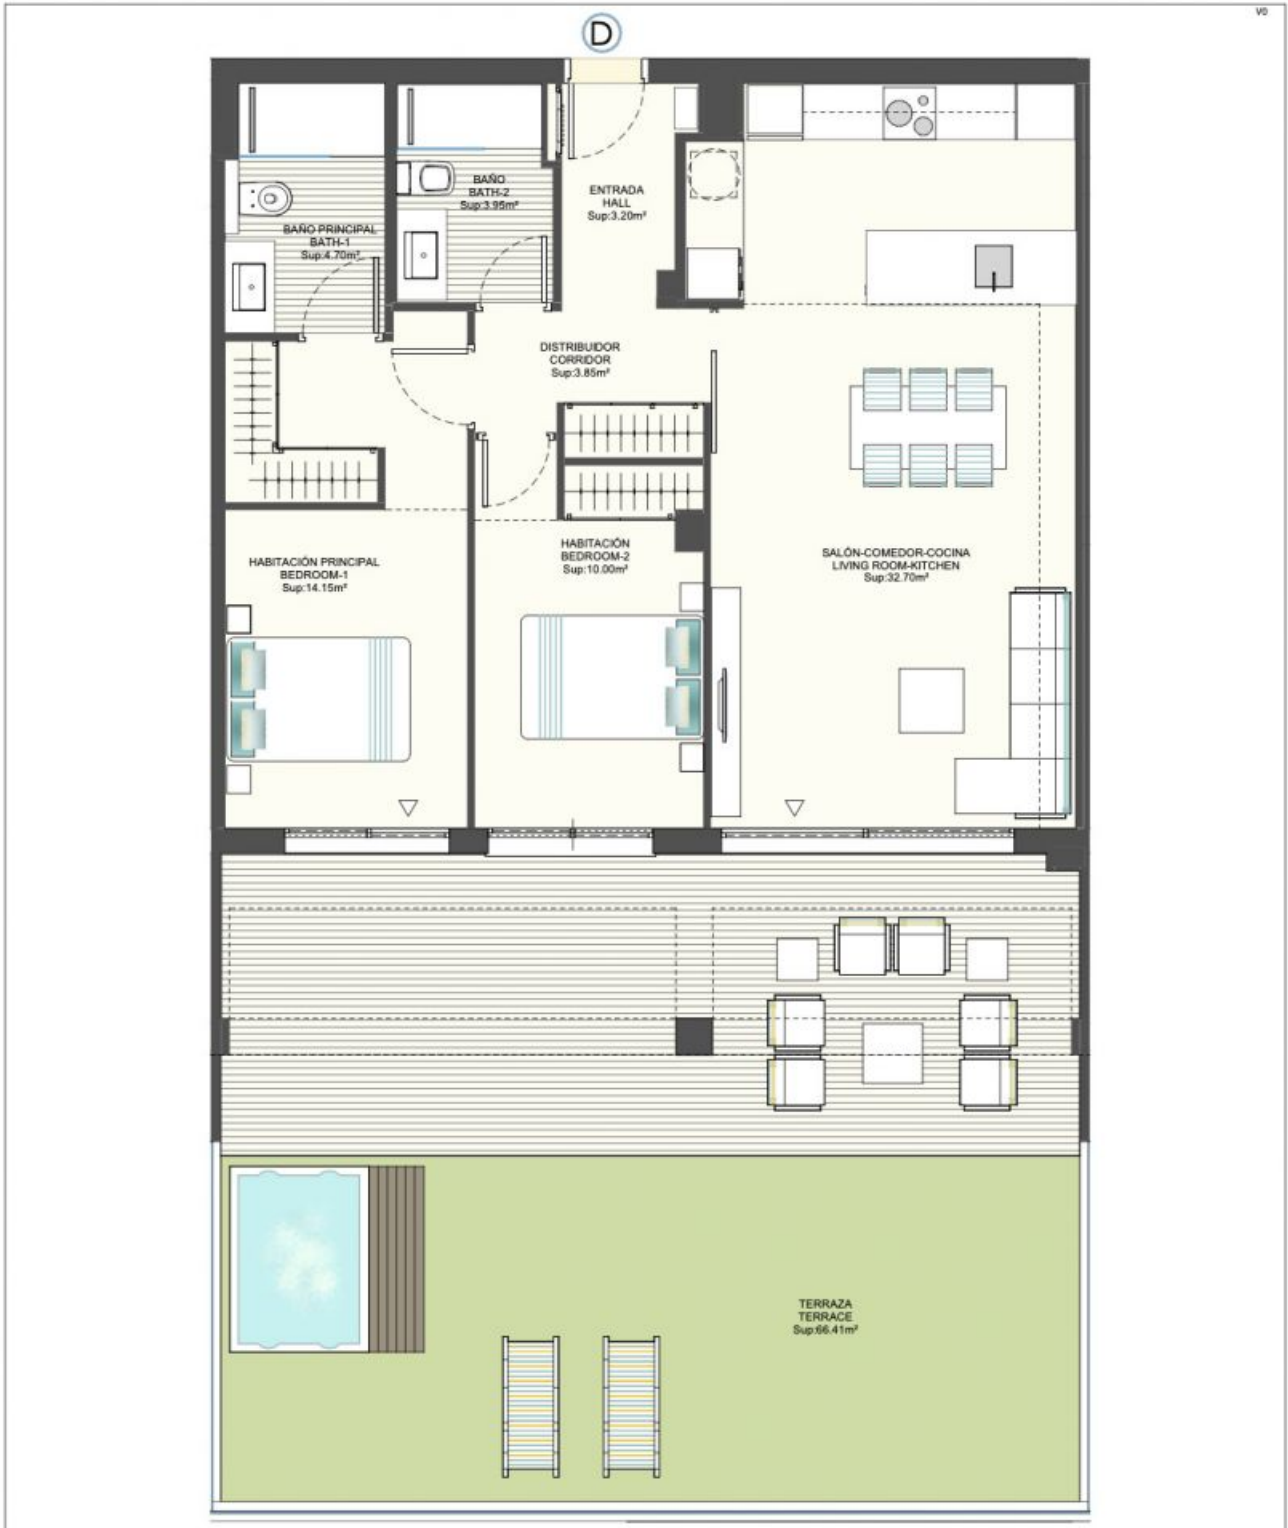 V0
D
BAÑO
BATH-2
Sup:3.95m²
ENTRADA
HALL
Sup:3.20m²
BAÑO PRINCIPAL
BATH-1
Sup:4.70m²
DISTRIBUIDOR
CORRIDOR
Sup:3.85m²
HABITACIÓN PRINCIPAL
BEDROOM-1
Sup:14.15m²
HABITACIÓN
BEDROOM-2
Sup:10.00m²
SALÓN-COMEDOR-COCINA
LIVING ROOM-KITCHEN
Sup:32.70m²
TERRAZA
TERRACE
Sup:66.41m²